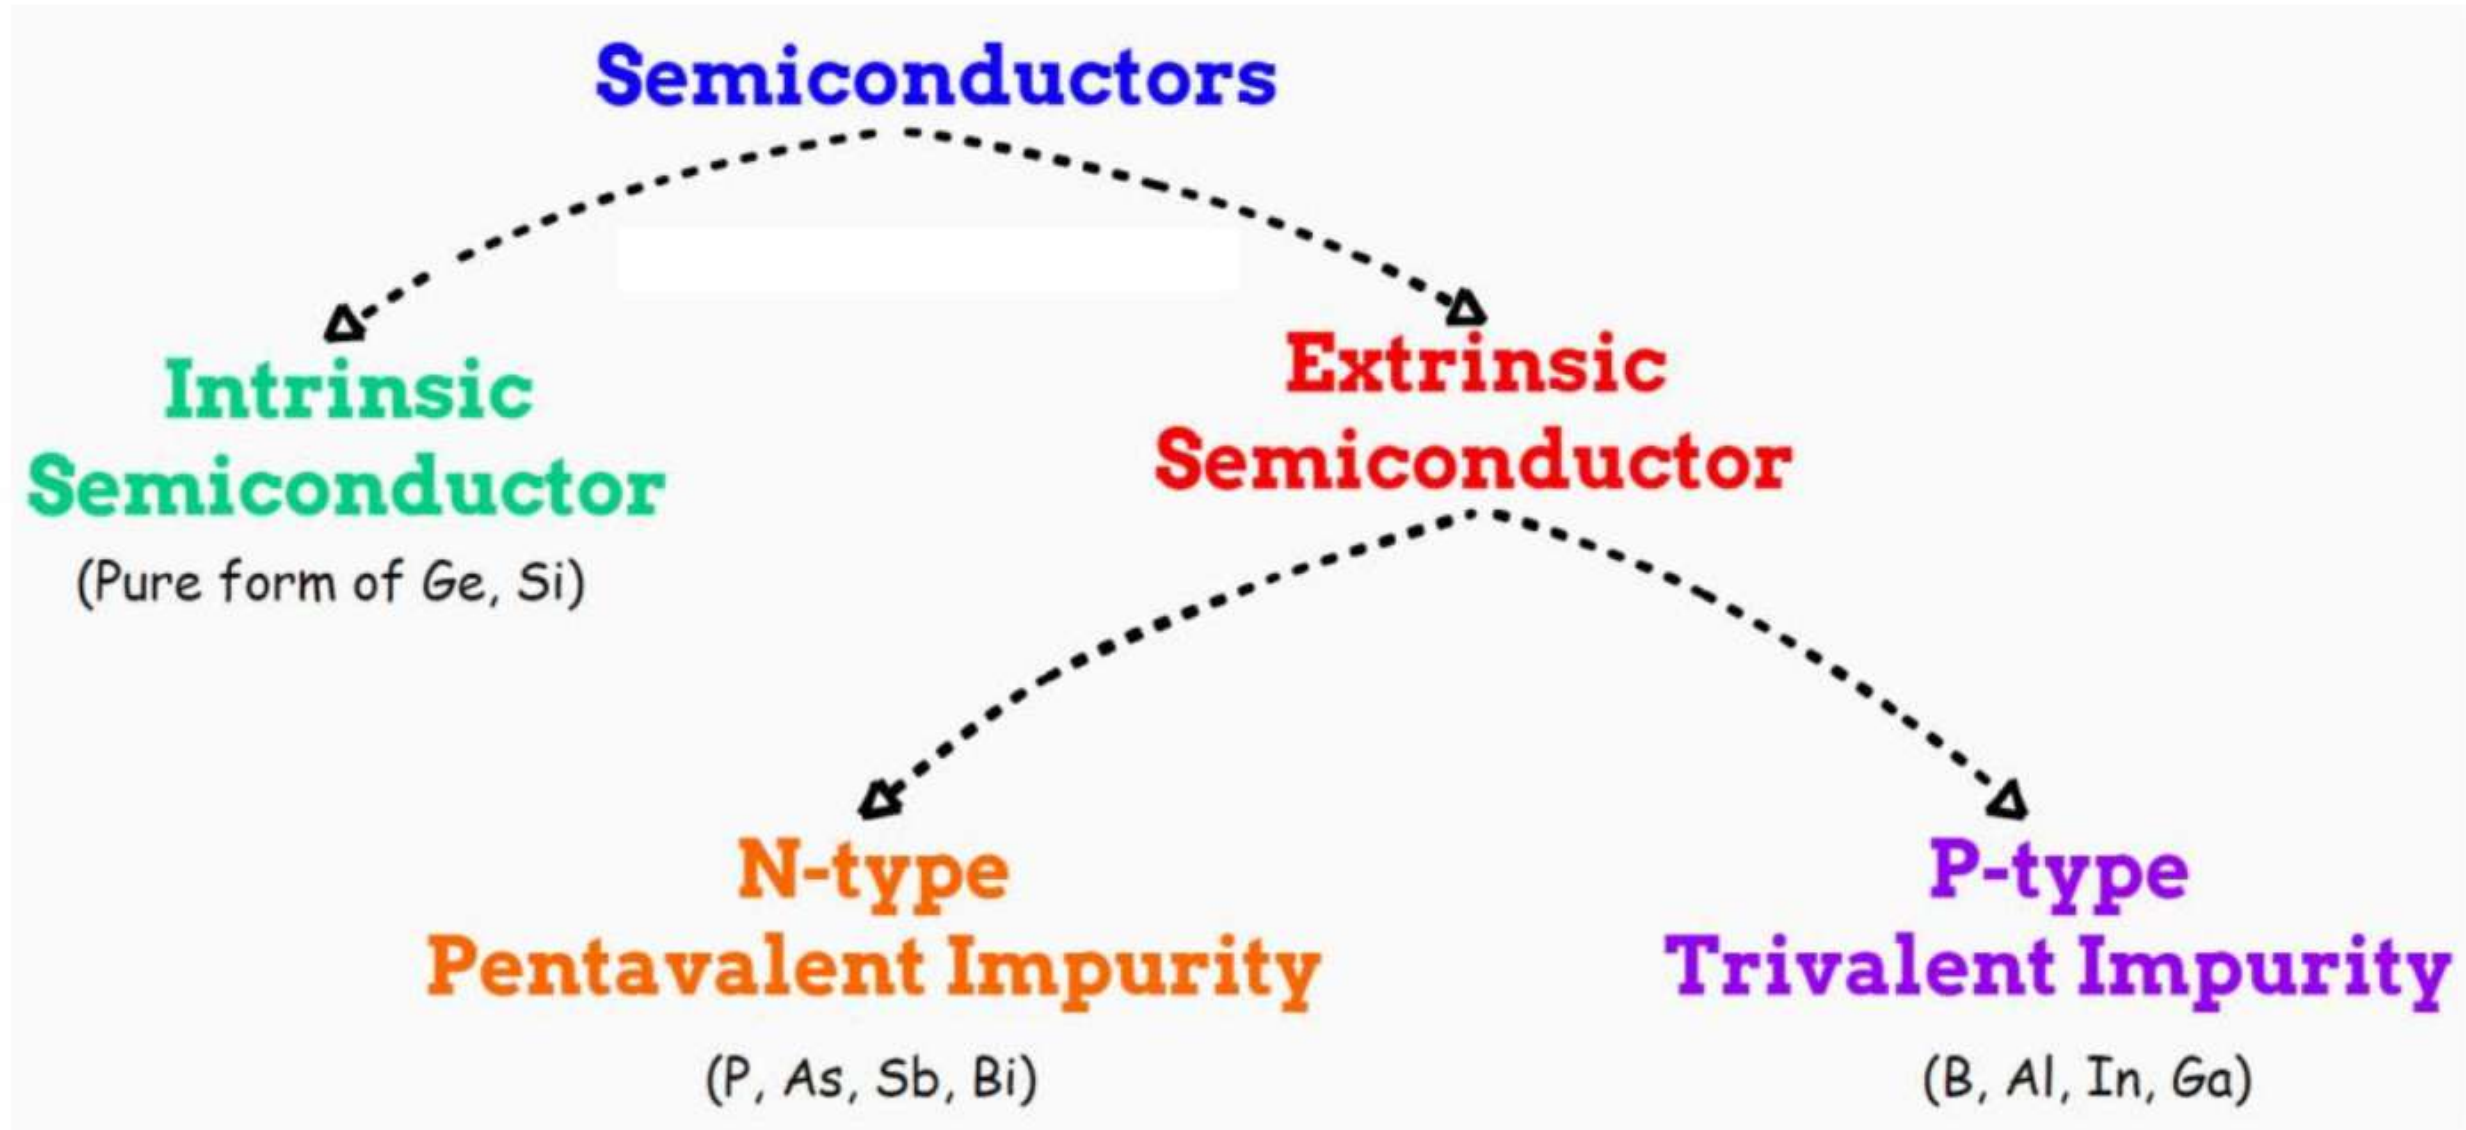 Semiconductors
Intrinsic
Semiconductor
(Pure form of Ge, Si)
Extrinsic
Semiconductor
N-type
Pentavalent Impurity
(P, As, Sb, Bi)
P-type
Trivalent Impurity
(B, Al, In, Ga)